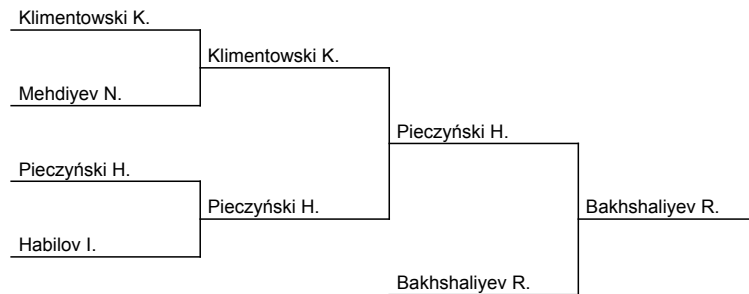 Klimentowski K.
Klimentowski K.
Mehdiyev N.
Pieczyński H.
Pieczyński H.
Pieczyński H.
Bakhshaliyev R.
Habilov I.
Bakhshaliyev R.